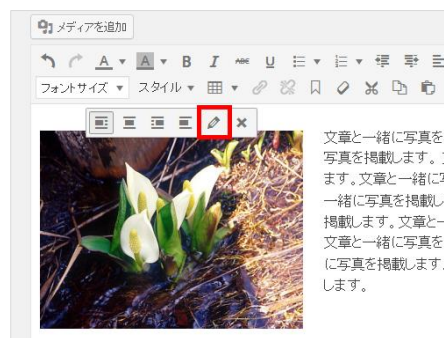 メディアを追加
A A B I ABC U
フォントサイズ スタイル
文章と一緒に写真を
写真を掲載します。
ます。文章と一緒に
一緒に写真を掲載し
掲載します。文章と一
文章と一緒に写真を
に写真を掲載します。
します。